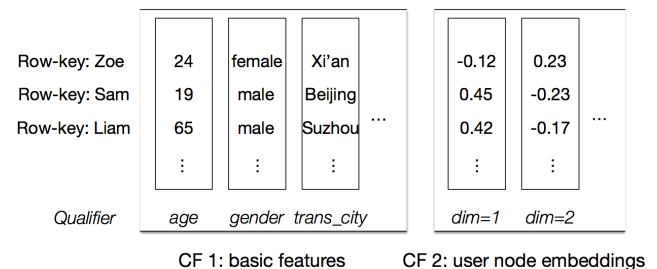 Row-key: Zoe 24 female Xi’an -0.12 0.23
Row-key: Sam 19 male Beijing 0.45 -0.23
Row-key: Liam 65 male Suzhou ... 0.42 -0.17 ...
⋮ ⋮ ⋮ ⋮ ⋮
Qualifier age gender trans_city dim=1 dim=2
CF 1: basic features CF 2: user node embeddings